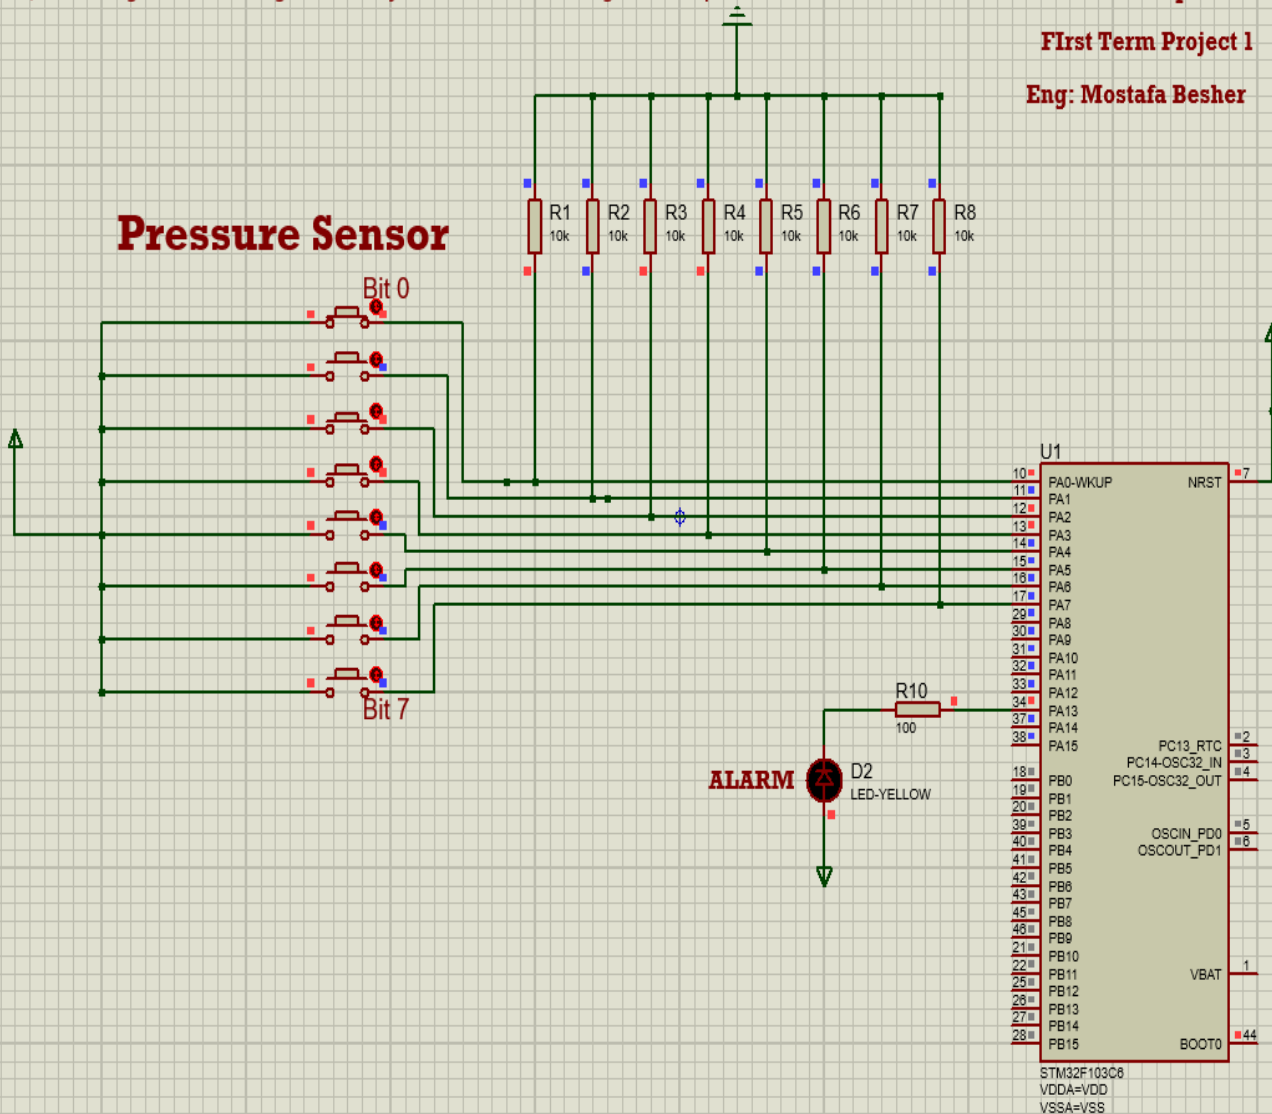 FIrst Term Project 1
Eng: Mostafa Besher
Pressure Sensor
Bit 0
Bit 7
R1
10k
R2
10k
R3
10k
R4
10k
R5
10k
R6
10k
R7
10k
R8
10k
R10
100
ALARM
D2
LED-YELLOW
U1
10 PA0-WKUP
11 PA1
12 PA2
13 PA3
14 PA4
15 PA5
16 PA6
17 PA7
29 PA8
30 PA9
31 PA10
32 PA11
33 PA12
34 PA13
37 PA14
38 PA15
18 PB0
19 PB1
20 PB2
39 PB3
40 PB4
41 PB5
42 PB6
43 PB7
45 PB8
46 PB9
21 PB10
22 PB11
25 PB12
26 PB13
27 PB14
28 PB15
NRST 7
PC13_RTC 2
PC14-OSC32_IN 3
PC15-OSC32_OUT 4
OSCIN_PD0 5
OSCOUT_PD1 6
VBAT 1
BOOT0 44
STM32F103C6
VDDA=VDD
VSSA=VSS